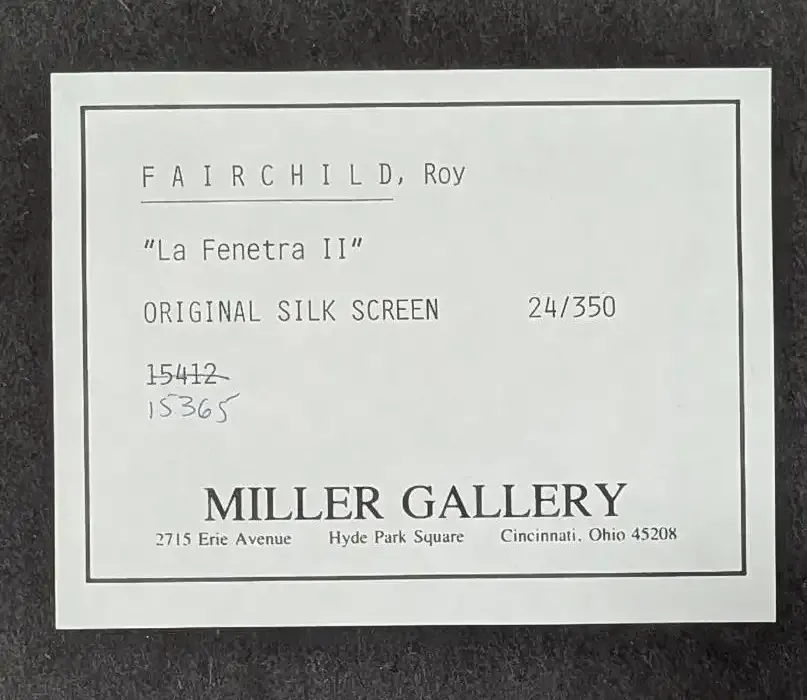 FAIRCHILD, Roy
"La Fenetra II"
ORIGINAL SILK SCREEN 24/350
15412
15365
MILLER GALLERY
2715 Erie Avenue Hyde Park Square Cincinnati, Ohio 45208